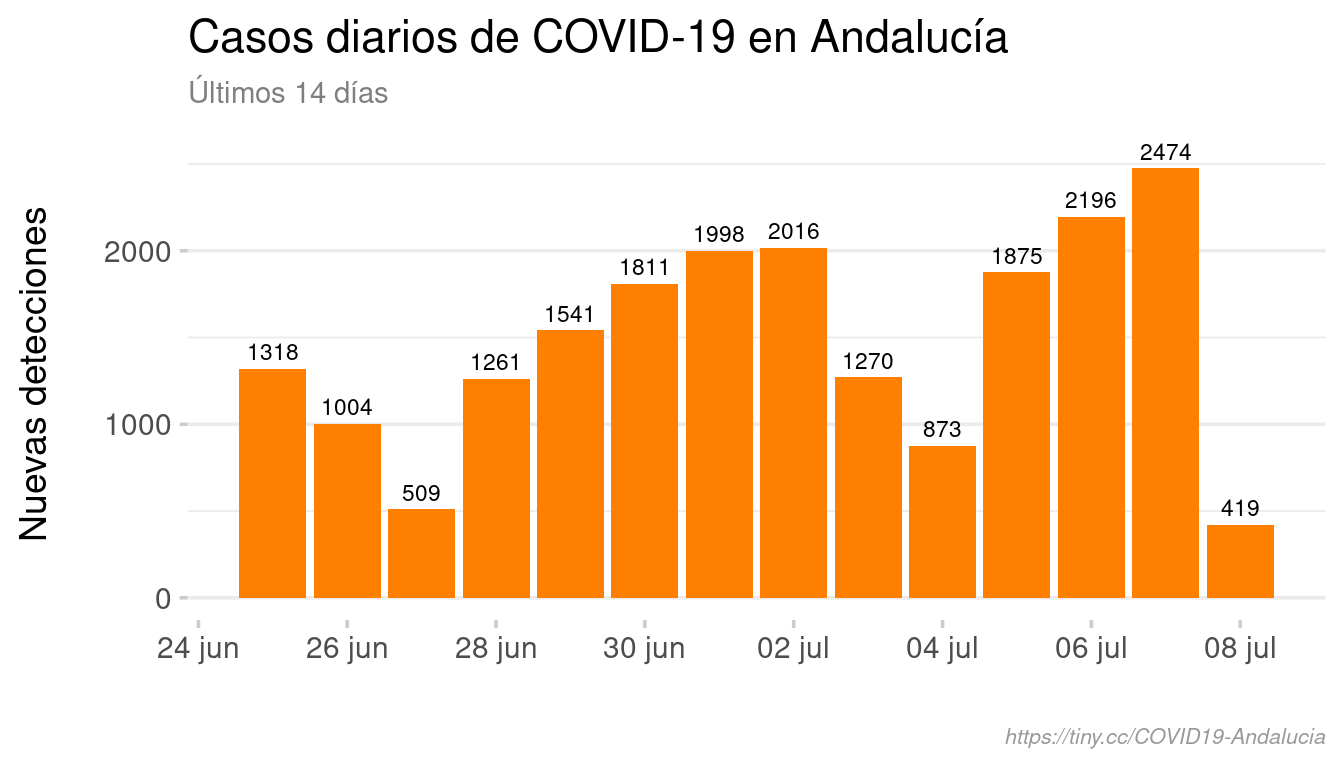 Casos diarios de COVID-19 en Andalucía
Últimos 14 días
Nuevas detecciones
2000
1000
0
1318
1004
509
1261
1541
1811
1998
2016
1270
873
1875
2196
2474
419
24 jun
26 jun
28 jun
30 jun
02 jul
04 jul
06 jul
08 jul
https://tiny.cc/COVID19-Andalucia